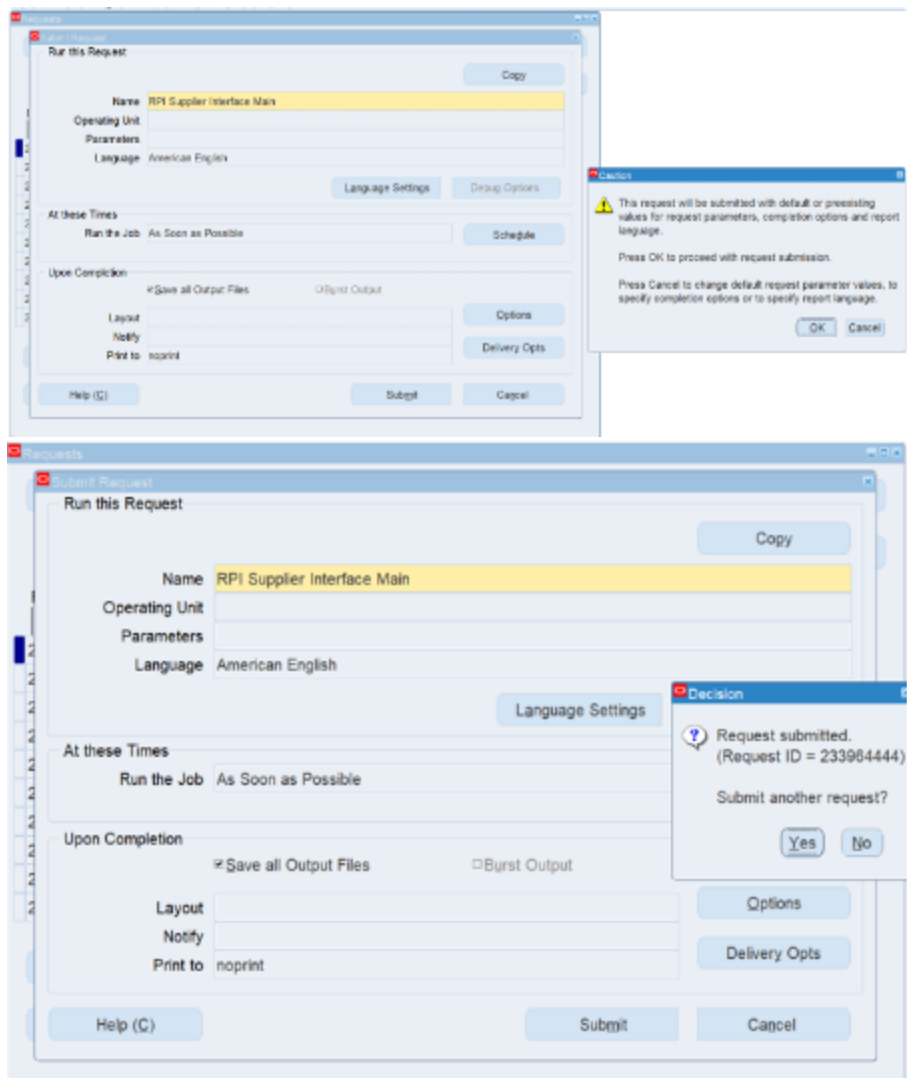 Requests
Submit Request
Run this Request
Copy
Name RPI Supplier Interface Main
Operating Unit
Parameters
Language American English
Language Settings Debug Options
At these Times
Run the Job As Soon as Possible Schedule
Upon Completion
Save all Output Files Burst Output
Layout Options
Notify
Print to noprint Delivery Opts
Help (C) Submit Cancel
Caution
This request will be submitted with default or preexisting
values for request parameters, completion options and report
language.
Press OK to proceed with request submission.
Press Cancel to change default request parameter values, to
specify completion options or to specify report language.
OK Cancel
Requests
Submit Request
Run this Request
Copy
Name RPI Supplier Interface Main
Operating Unit
Parameters
Language American English
Language Settings
At these Times
Run the Job As Soon as Possible
Upon Completion
Save all Output Files Burst Output
Layout Options
Notify
Print to noprint Delivery Opts
Help (C) Submit Cancel
Decision
Request submitted.
(Request ID = 233964444)
Submit another request?
Yes No